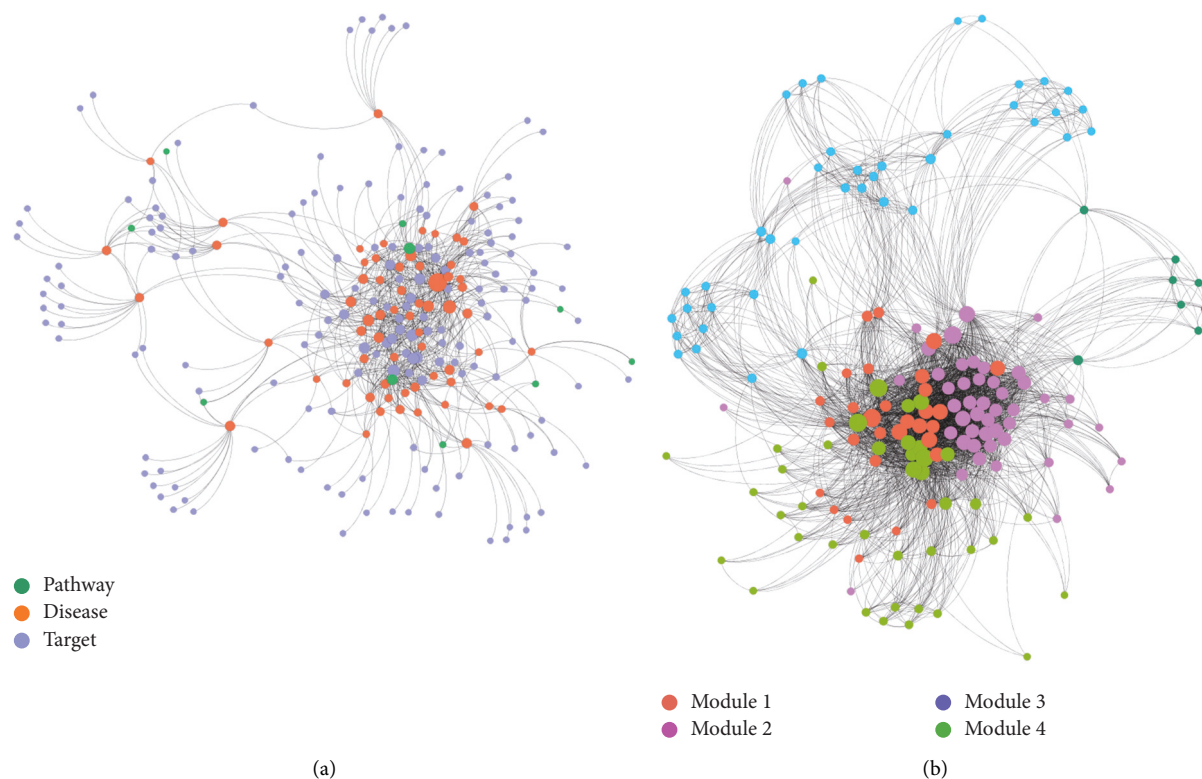 Pathway
Disease
Target
Module 1
Module 2
Module 3
Module 4
(a)
(b)